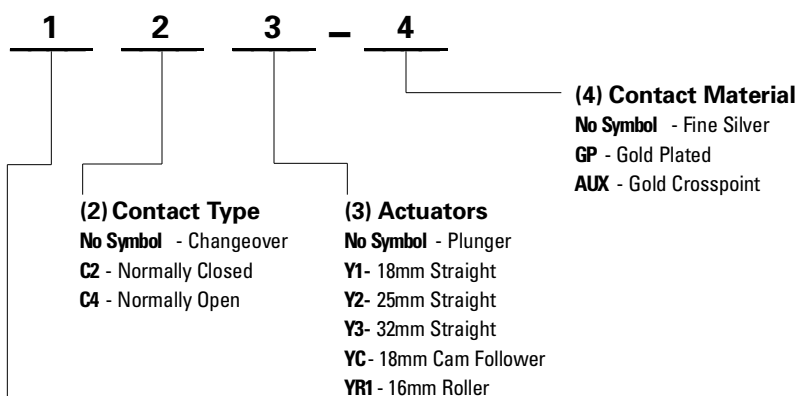 1 2 3 – 4
(4) Contact Material
No Symbol - Fine Silver
GP - Gold Plated
AUX - Gold Crosspoint
(2) Contact Type
No Symbol - Changeover
C2 - Normally Closed
C4 - Normally Open
(3) Actuators
No Symbol - Plunger
Y1- 18mm Straight
Y2- 25mm Straight
Y3- 32mm Straight
YC- 18mm Cam Follower
YR1 - 16mm Roller